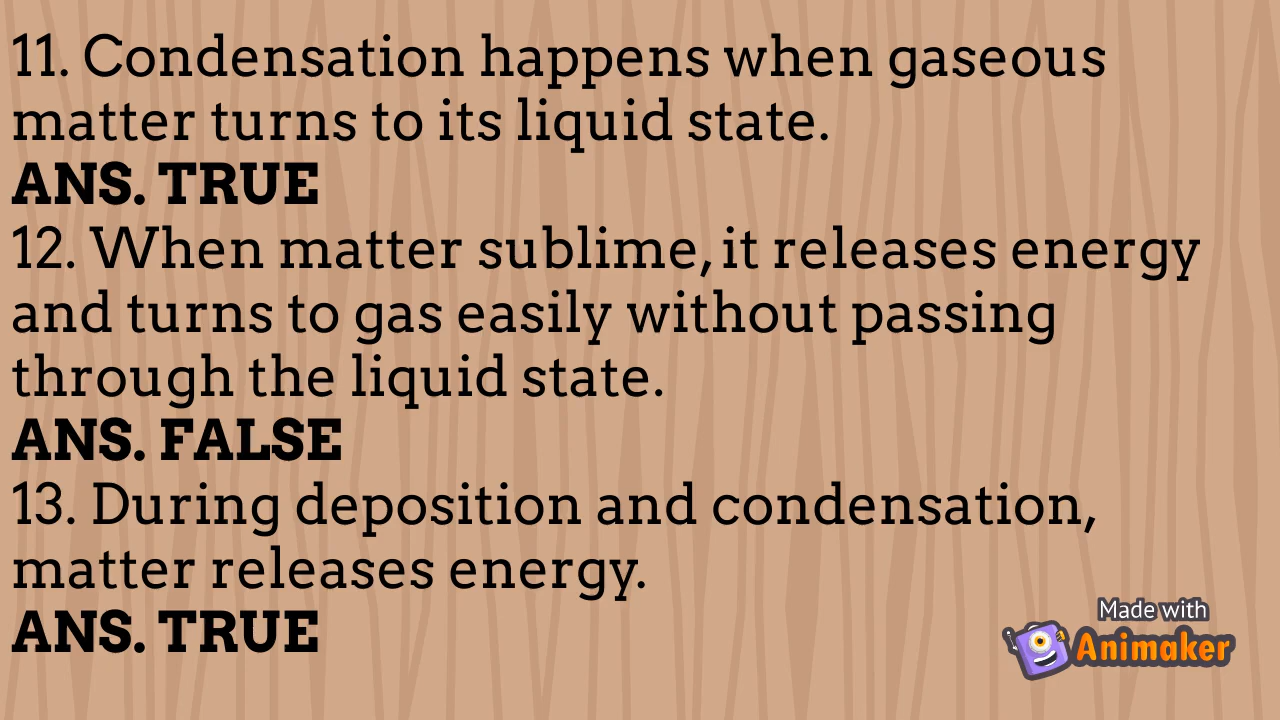 11. Condensation happens when gaseous
matter turns to its liquid state.
ANS. TRUE
12. When matter sublime, it releases energy
and turns to gas easily without passing
through the liquid state.
ANS. FALSE
13. During deposition and condensation,
matter releases energy.
ANS. TRUE
Made with
Animaker